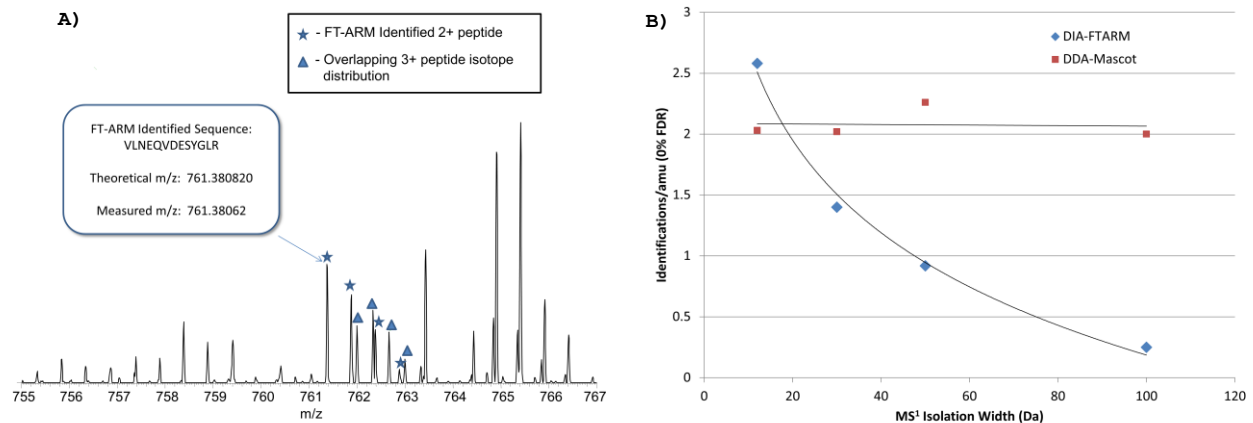 A)
- FT-ARM Identified 2+ peptide
- Overlapping 3+ peptide isotope
distribution
FT-ARM Identified Sequence:
VLNEQVDESYGLR
Theoretical m/z: 761.380820
Measured m/z: 761.38062
755 756 757 758 759 760 761 762 763 764 765 766 767
m/z
B)
DIA-FTARM
DDA-Mascot
Identifications/amu (0% FDR)
3
2.5
2
1.5
1
0.5
0
0 20 40 60 80 100 120
MS¹ Isolation Width (Da)